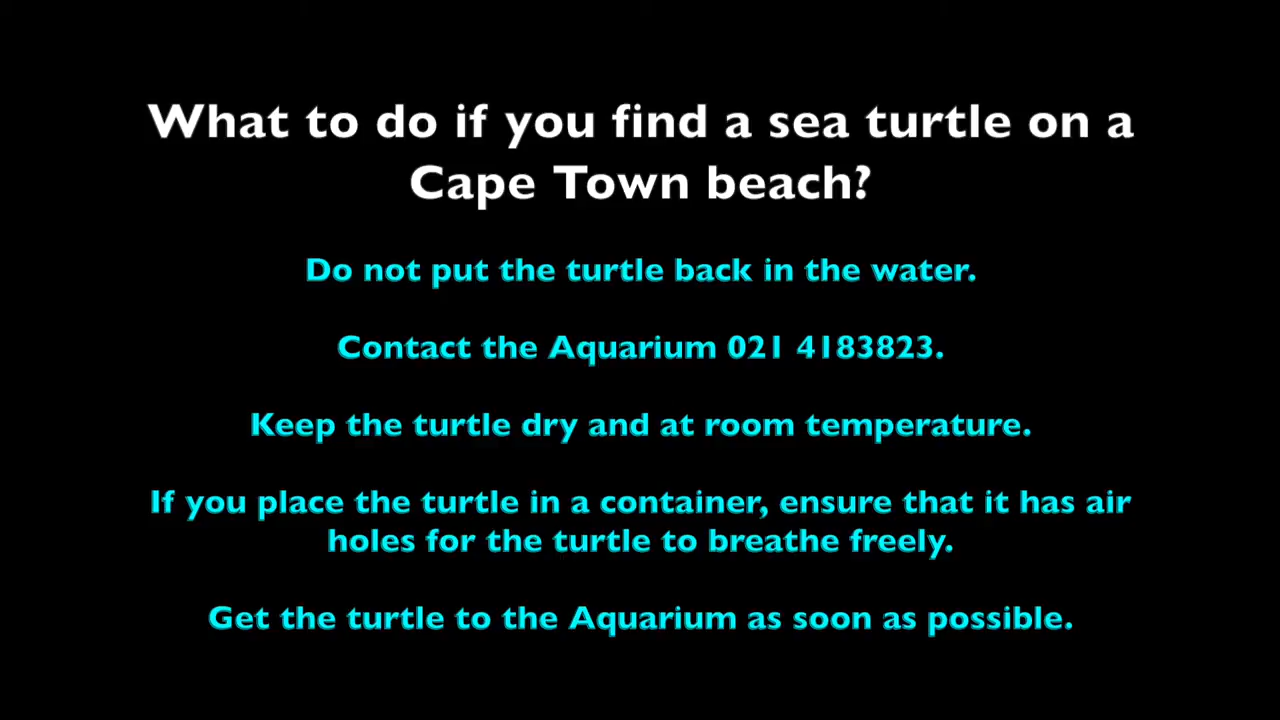 What to do if you find a sea turtle on a
Cape Town beach?
Do not put the turtle back in the water.
Contact the Aquarium 021 4183823.
Keep the turtle dry and at room temperature.
If you place the turtle in a container, ensure that it has air
holes for the turtle to breathe freely.
Get the turtle to the Aquarium as soon as possible.